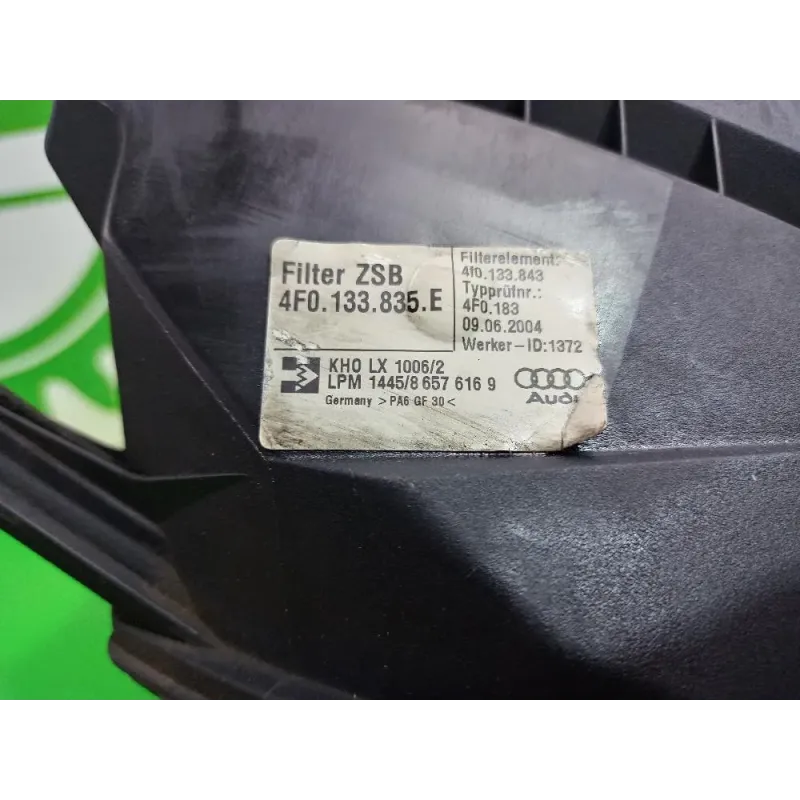 Filter ZSB
4F0.133.835.E
Filterelement:
4f0.133.843
Typprüfnr.:
4F0.183
09.06.2004
Werker-ID:1372
KHO LX 1006/2
LPM 1445/8 657 616 9
Germany >PA6 GF 30<
Audi